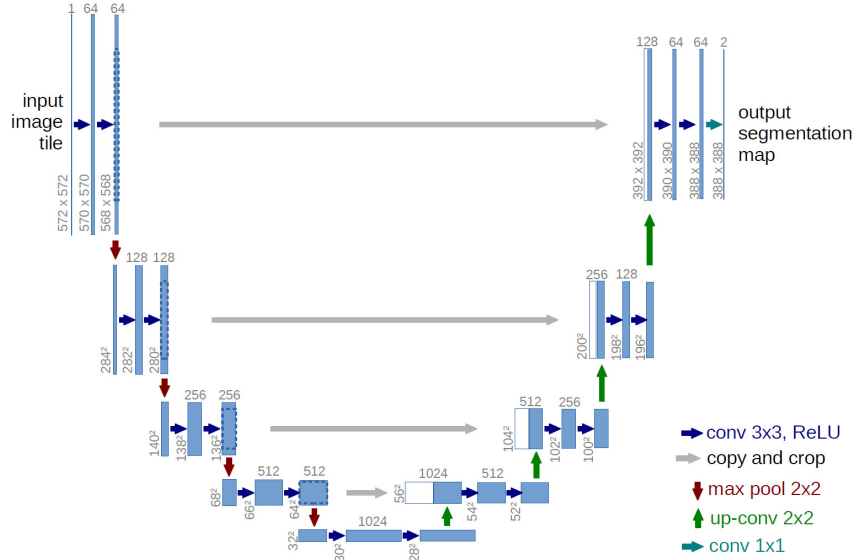 1 64 64
128 64 64 2
input
image
tile
output
segmentation
map
572 x 572
570 x 570
568 x 568
392 x 392
390 x 390
388 x 388
388 x 388
128 128
256 128
284²
282²
280²
200²
198²
196²
256 256
512 256
140²
138²
136²
104²
102²
100²
conv 3x3, ReLU
copy and crop
max pool 2x2
up-conv 2x2
conv 1x1
512 512
1024 512
68²
66²
64²
56²
54²
52²
1024
32²
30²
28²